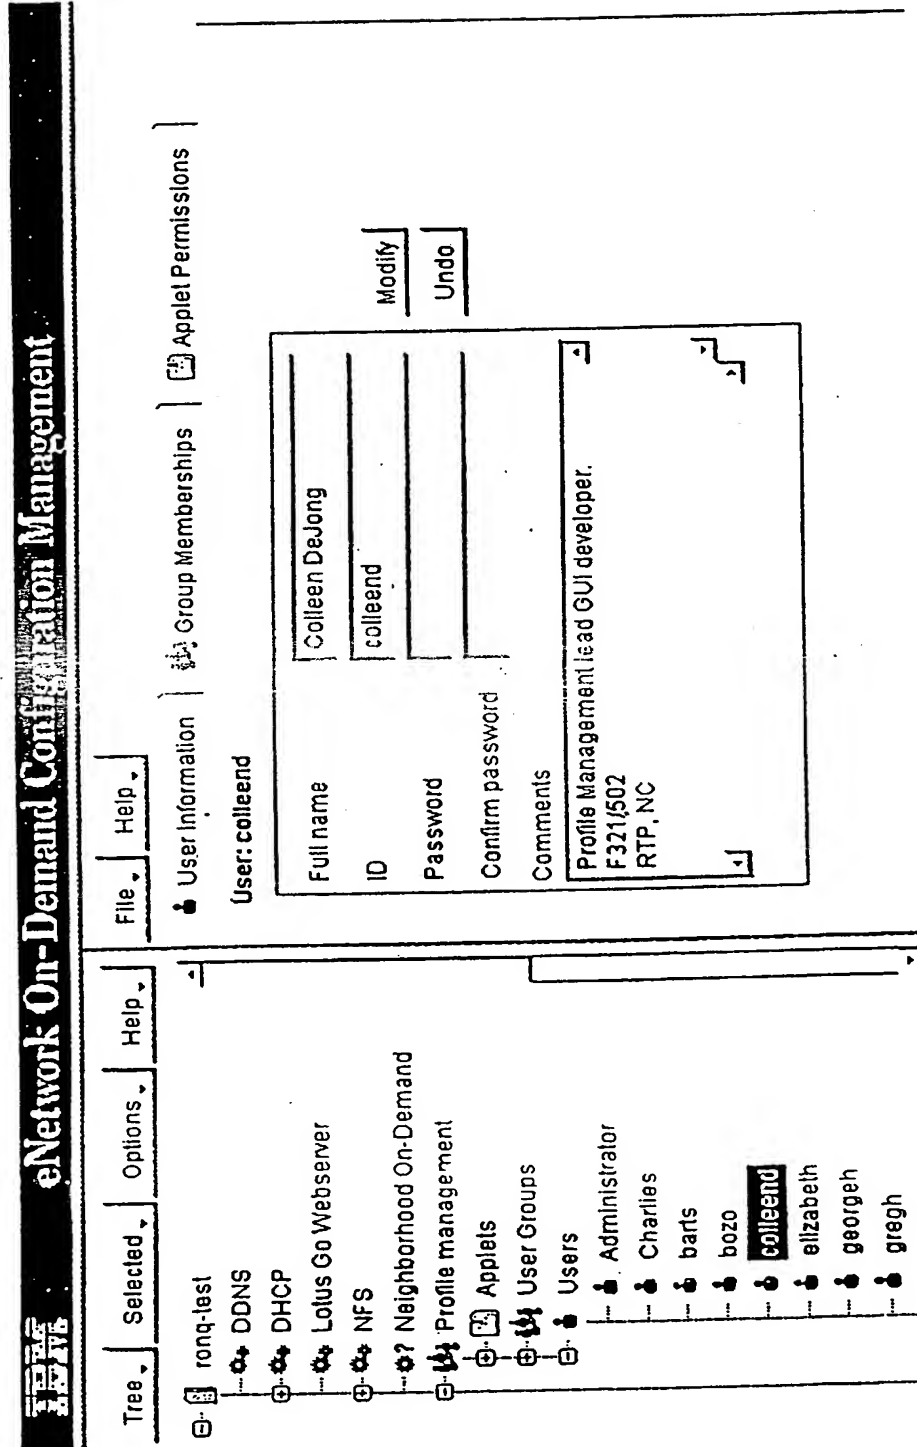 IBM eNetwork On-Demand Configuration Management
Tree Selected Options Help
ronq-test
DDNS
DHCP
Lotus Go Webserver
NFS
Neighborhood On-Demand
Profile management
Applets
User Groups
Users
Administrator
Charlies
barts
bozo
colleend
elizabeth
georgeh
gregh
File Help
User Information Group Memberships Applet Permissions
User: colleend
Full name Colleen DeJong
ID colleend
Modify
Password
Undo
Confirm password
Comments
Profile Management lead GUI developer.
F321/502
RTP, NC